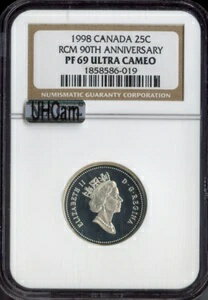 1998 CANADA 25C
RCM 90TH ANNIVERSARY
PF 69 ULTRA CAMEO
1858586-019
NUMISMATIC GUARANTY CORPORATION
UHCam
NGC
ELIZABETH II D·G·REGINA